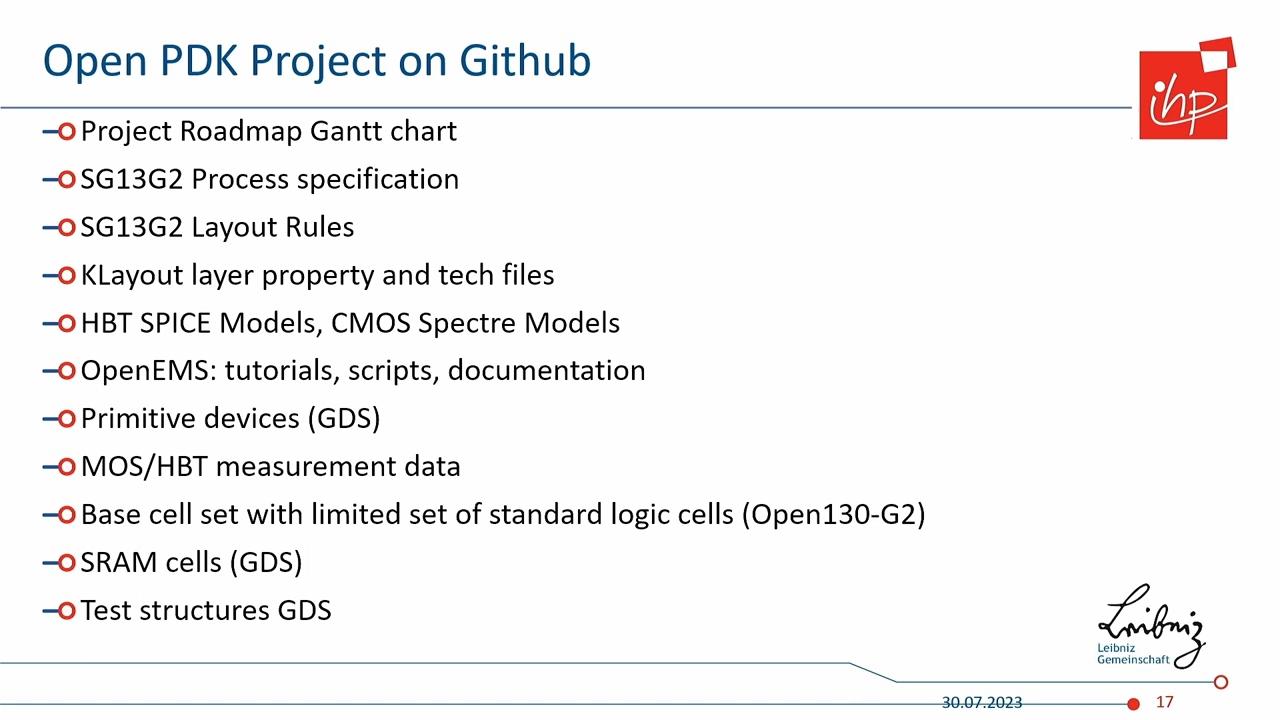 Open PDK Project on Github
ihp
Project Roadmap Gantt chart
SG13G2 Process specification
SG13G2 Layout Rules
KLayout layer property and tech files
HBT SPICE Models, CMOS Spectre Models
OpenEMS: tutorials, scripts, documentation
Primitive devices (GDS)
MOS/HBT measurement data
Base cell set with limited set of standard logic cells (Open130-G2)
SRAM cells (GDS)
Test structures GDS
Leibniz
Leibniz
Gemeinschaft
30.07.2023
17